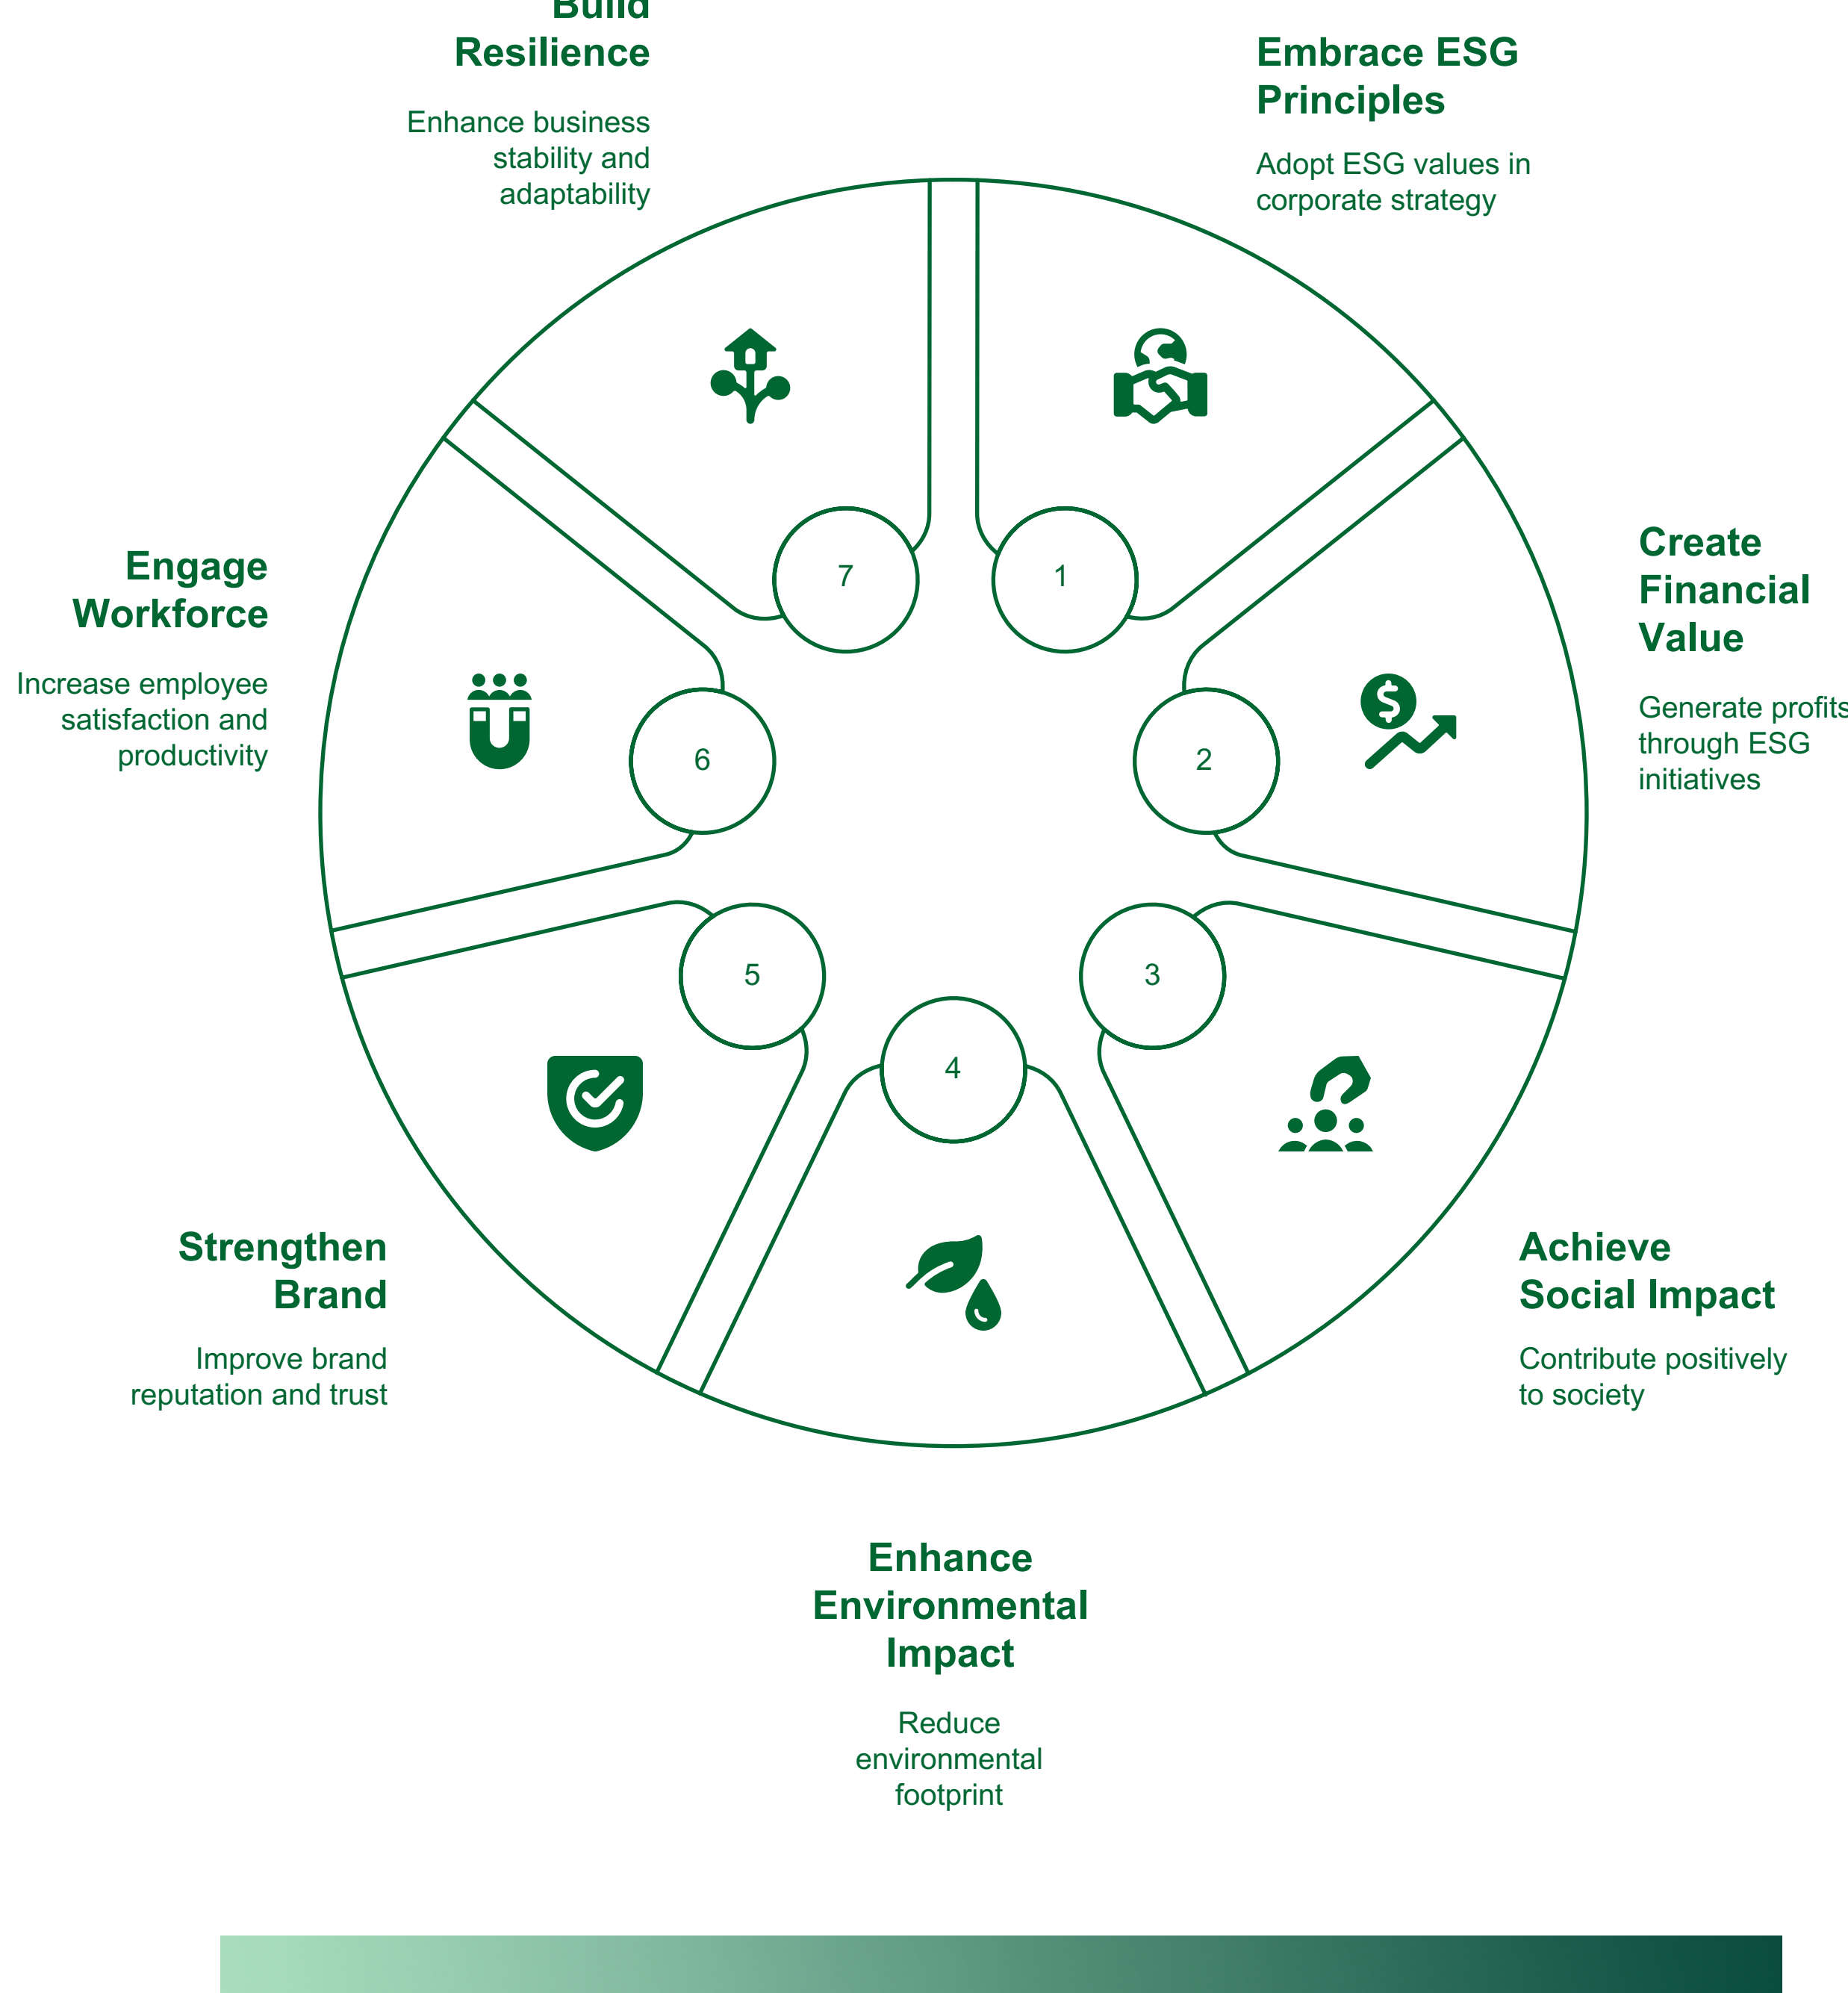 Build
Resilience
Enhance business
stability and
adaptability
Embrace ESG
Principles
Adopt ESG values in
corporate strategy
Create
Financial
Value
Generate profits
through ESG
initiatives
Engage
Workforce
Increase employee
satisfaction and
productivity
7
1
6
2
5
3
4
$
Strengthen
Brand
Improve brand
reputation and trust
Achieve
Social Impact
Contribute positively
to society
Enhance
Environmental
Impact
Reduce
environmental
footprint